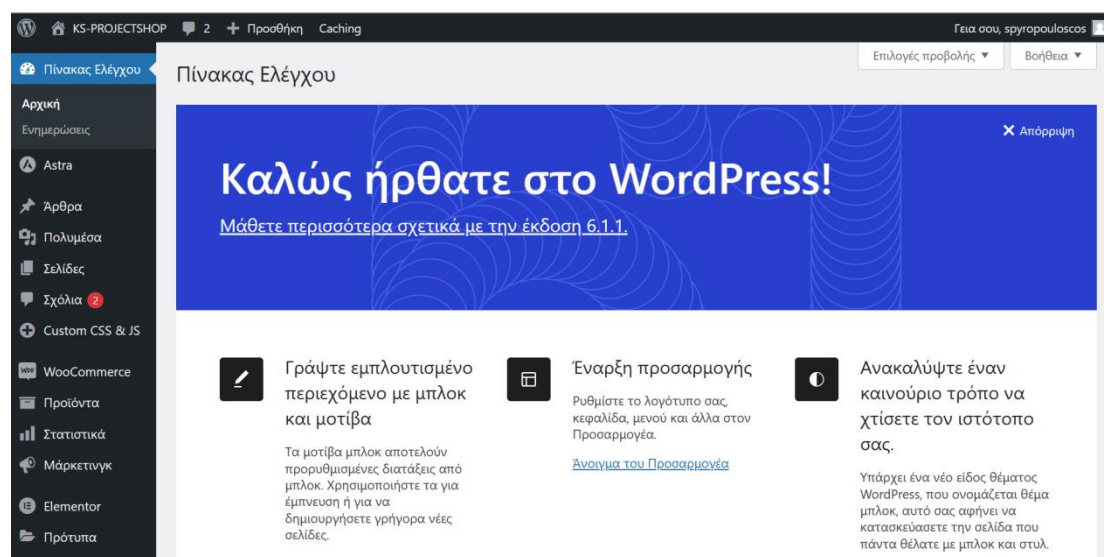 KS-PROJECTSHOP 2 Προσθήκη Caching Γεια σου, spyropouloscos
Επιλογές προβολής Βοήθεια
Πίνακας Ελέγχου
Αρχική
Ενημερώσεις
Astra
Άρθρα
Πολυμέσα
Σελίδες
Σχόλια 2
Custom CSS & JS
WooCommerce
Προϊόντα
Στατιστικά
Μάρκετινγκ
Elementor
Πρότυπα
Πίνακας Ελέγχου
Απόρριψη
Καλώς ήρθατε στο WordPress!
Μάθετε περισσότερα σχετικά με την έκδοση 6.1.1.
Γράψτε εμπλουτισμένο
περιεχόμενο με μπλοκ
και μοτίβα
Τα μοτίβα μπλοκ αποτελούν
προρυθμισμένες διατάξεις από
μπλοκ. Χρησιμοποιήστε τα για
έμπνευση ή για να
δημιουργήσετε γρήγορα νέες
σελίδες.
Έναρξη προσαρμογής
Ρυθμίστε το λογότυπο σας,
κεφαλίδα, μενού και άλλα στον
Προσαρμογέα.
Άνοιγμα του Προσαρμογέα
Ανακαλύψτε έναν
καινούριο τρόπο να
χτίσετε τον ιστότοπο
σας.
Υπάρχει ένα νέο είδος θέματος
WordPress, που ονομάζεται θέμα
μπλοκ, αυτό σας αφήνει να
κατασκεύασετε την σελίδα που
πάντα θέλατε με μπλοκ και στυλ.